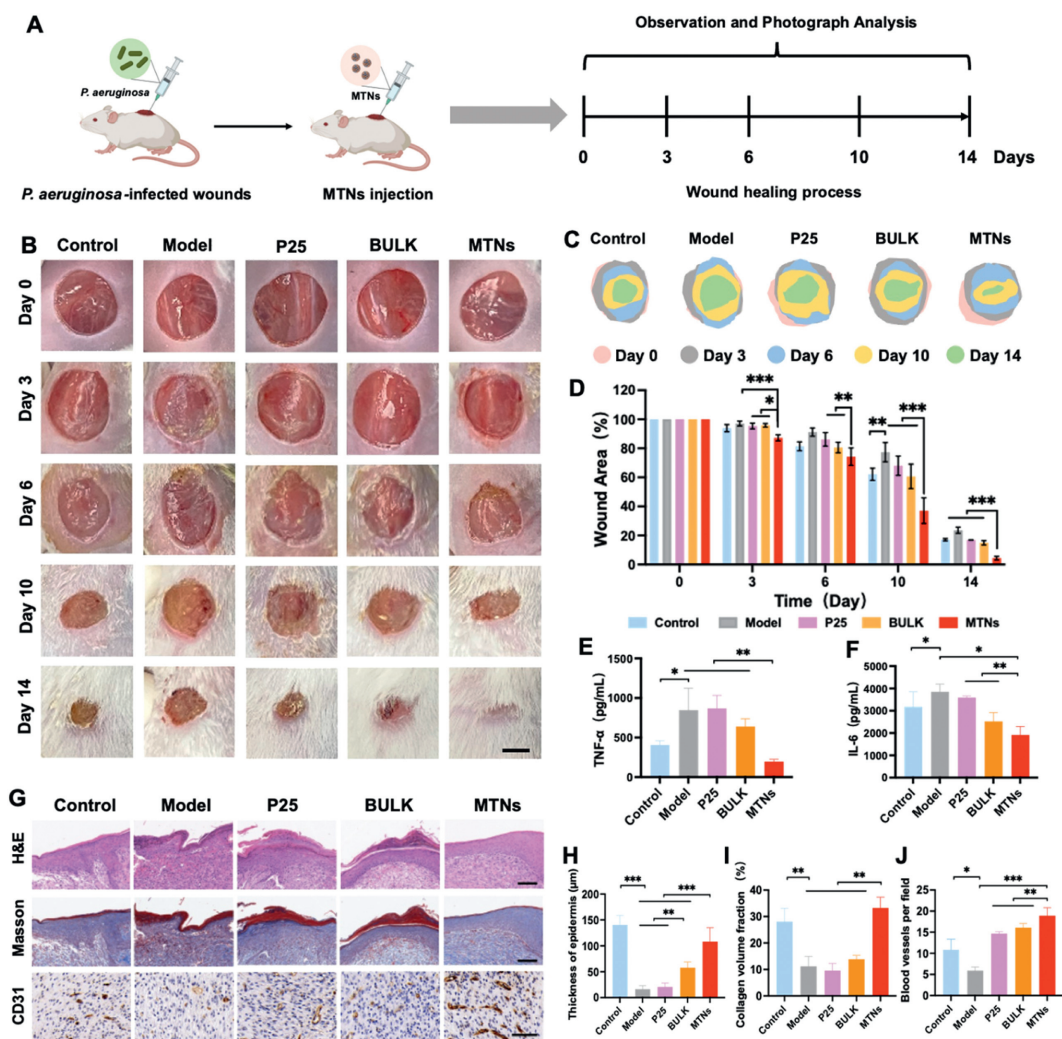 A
Observation and Photograph Analysis
P. aeruginosa
MTNs
0 3 6 10 14 Days
P. aeruginosa-infected wounds
MTNs injection
Wound healing process
B
Control Model P25 BULK MTNs
Day 0
Day 3
Day 6
Day 10
Day 14
C
Control Model P25 BULK MTNs
Day 0 Day 3 Day 6 Day 10 Day 14
D
Wound Area (%)
120
100
80
60
40
20
0
***
*
**
**
***
***
0 3 6 10 14
Time (Day)
Control Model P25 BULK MTNs
E
TNF-α (pg/mL)
1500
1000
500
0
*
**
Control Model P25 BULK MTNs
F
IL-6 (pg/mL)
5000
4000
3000
2000
1000
0
*
*
**
Control Model P25 BULK MTNs
G
Control Model P25 BULK MTNs
H&E
Masson
CD31
H
Thickness of epidermis (μm)
200
150
100
50
0
***
***
**
Control Model P25 BULK MTNs
I
Collagen volume fraction (%)
40
30
20
10
0
**
**
Control Model P25 BULK MTNs
J
Blood vessels per field
25
20
15
10
5
0
*
***
**
Control Model P25 BULK MTNs